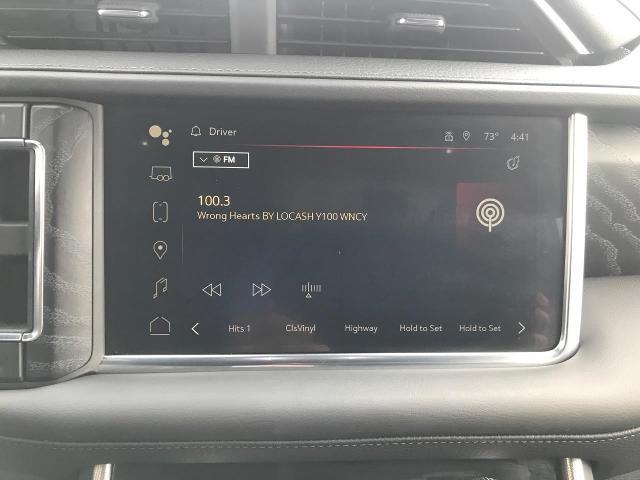 Driver
73° 4:41
FM
100.3
Wrong Hearts BY LOCASH Y100 WNCY
Hits 1 ClsVinyl Highway Hold to Set Hold to Set